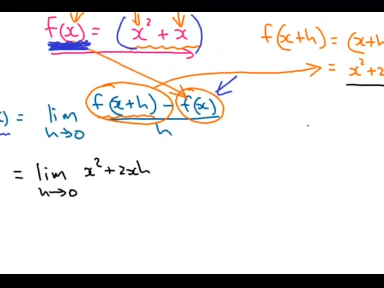 f(x) = (x² + x)
f(x+h) = (x+h
= x² + 2
x) = lim h→0 f(x+h) - f(x) / h
= lim h→0 x² + 2xh